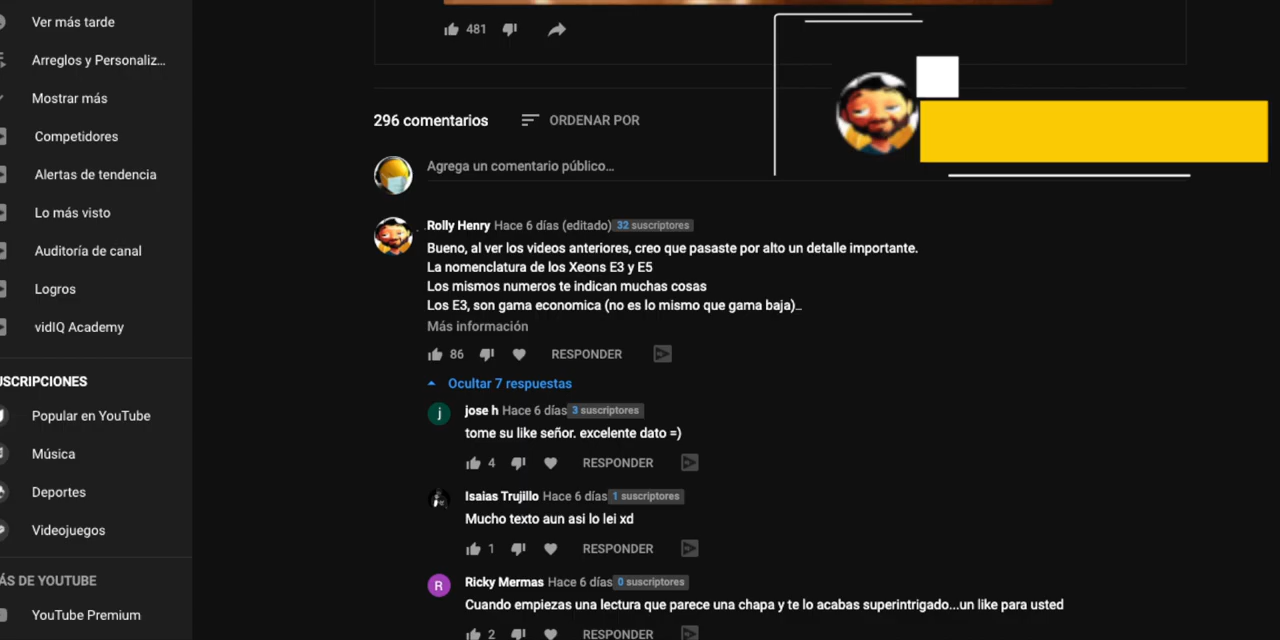 Ver más tarde
Arreglos y Personaliz...
Mostrar más
Competidores
Alertas de tendencia
Lo más visto
Auditoría de canal
Logros
vidIQ Academy
USCRIPCIONES
Popular en YouTube
Música
Deportes
Videojuegos
ÁS DE YOUTUBE
YouTube Premium
481
296 comentarios
ORDENAR POR
Agrega un comentario público...
Rolly Henry Hace 6 días (editado) 32 suscriptores
Bueno, al ver los videos anteriores, creo que pasaste por alto un detalle importante.
La nomenclatura de los Xeons E3 y E5
Los mismos numeros te indican muchas cosas
Los E3, son gama economica (no es lo mismo que gama baja)...
Más información
86 RESPONDER
Ocultar 7 respuestas
j
jose h Hace 6 días 3 suscriptores
tome su like señor. excelente dato =)
4 RESPONDER
Isaias Trujillo Hace 6 días 1 suscriptores
Mucho texto aun asi lo lei xd
1 RESPONDER
R
Ricky Mermas Hace 6 días 0 suscriptores
Cuando empiezas una lectura que parece una chapa y te lo acabas superintrigado...un like para usted
2 RESPONDER